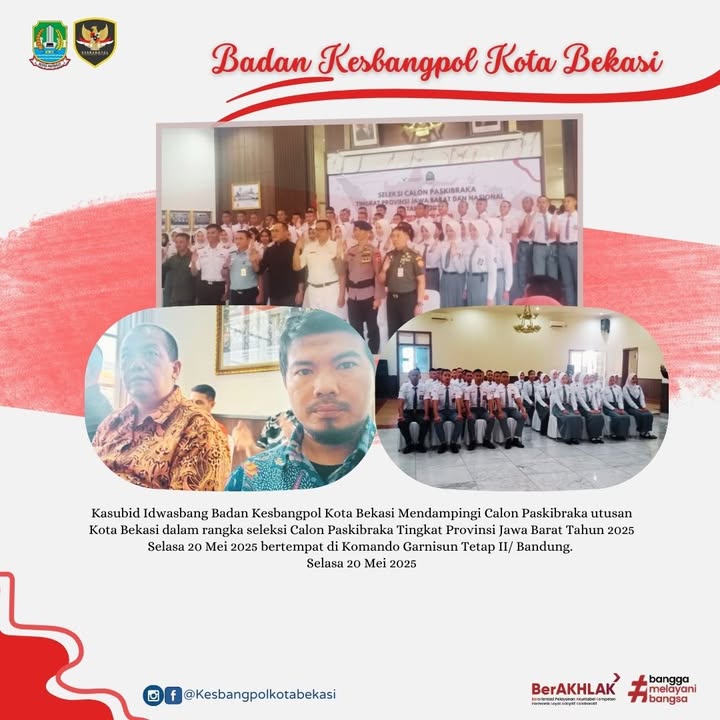 Badan Kesbangpol Kota Bekasi
SELEKSI CALON PASKIBRAKA
TINGKAT PROVINSI JAWA BARAT DAN NASIONAL
Kasubid Idwasbang Badan Kesbangpol Kota Bekasi Mendampingi Calon Paskibraka utusan
Kota Bekasi dalam rangka seleksi Calon Paskibraka Tingkat Provinsi Jawa Barat Tahun 2025
Selasa 20 Mei 2025 bertempat di Komando Garnisun Tetap II/ Bandung.
Selasa 20 Mei 2025
@Kesbangpolkotabekasi
BerAKHLAK
#bangga
melayani
bangsa